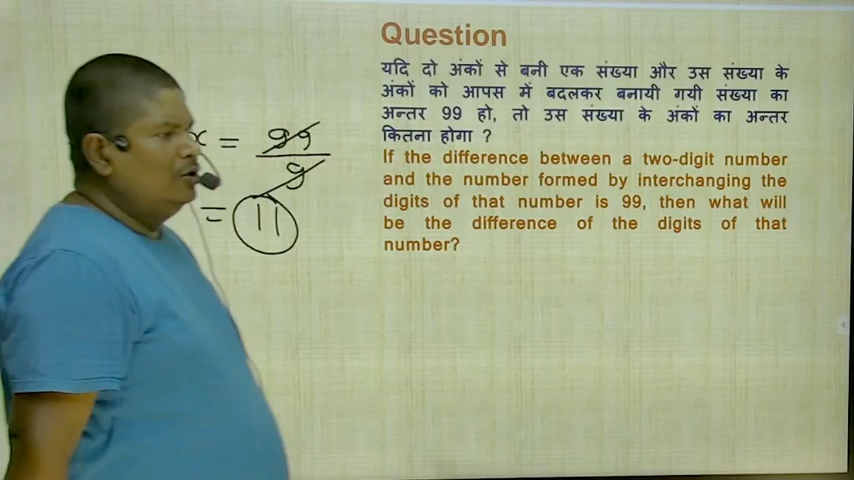 Question
यदि दो अंकों से बनी एक संख्या और उस संख्या के
अंकों को आपस में बदलकर बनायी गयी संख्या का
अन्तर 99 हो, तो उस संख्या के अंकों का अन्तर
कितना होगा ?
If the difference between a two-digit number
and the number formed by interchanging the
digits of that number is 99, then what will
be the difference of the digits of that
number?
x = 99
9
= 11